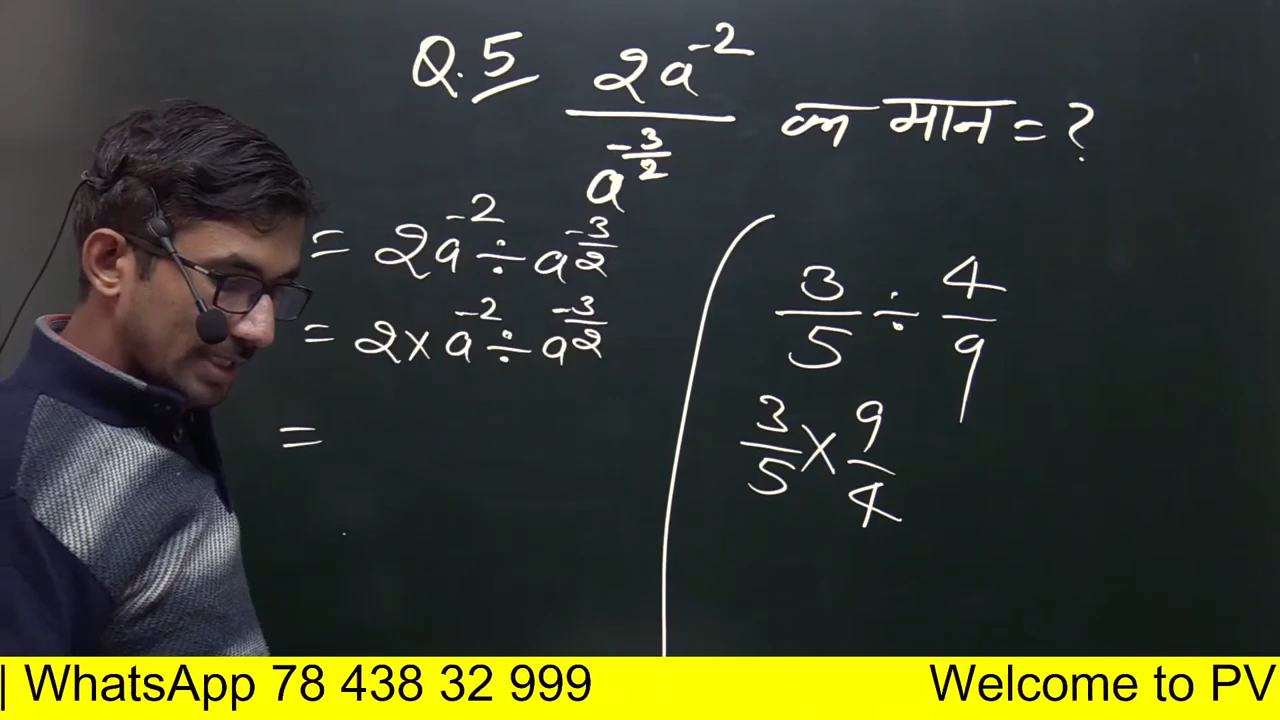 Q.5 2a^-2 / a^-3/2 का मान = ?
= 2a^-2 ÷ a^-3/2
= 2 × a^-2 ÷ a^-3/2
=
3/5 ÷ 4/9
3/5 × 9/4
| WhatsApp 78 438 32 999 Welcome to PV